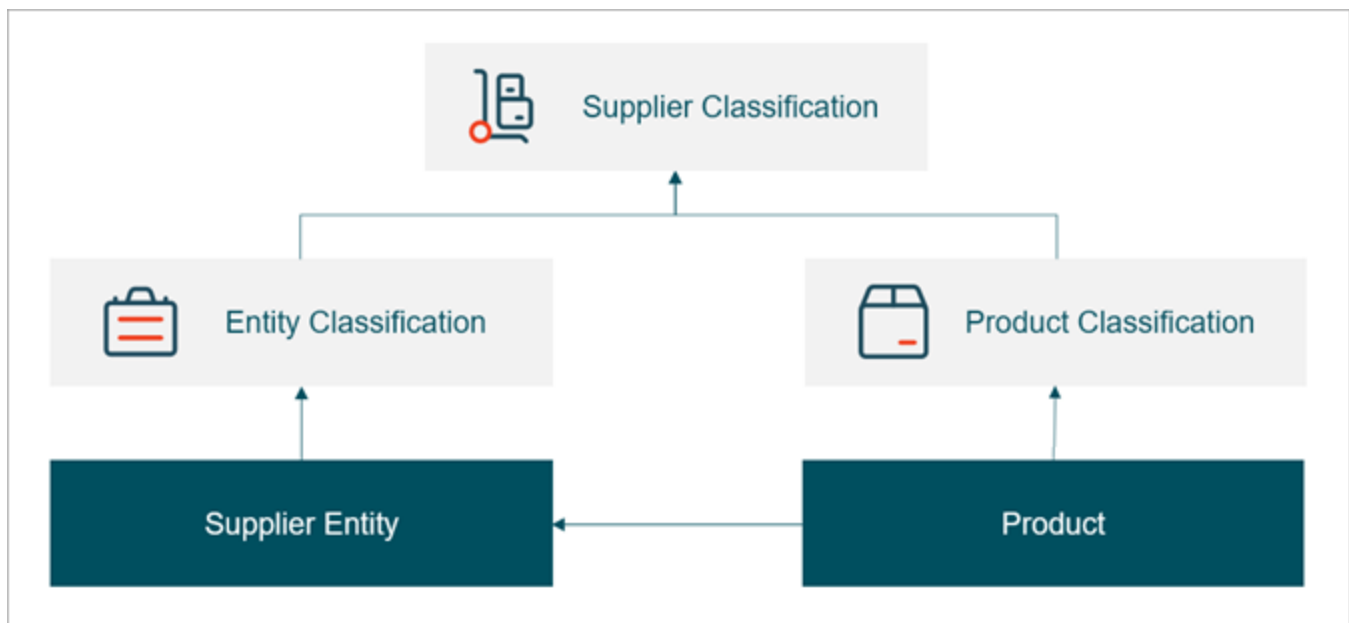 Supplier Classification
Entity Classification
Product Classification
Supplier Entity
Product